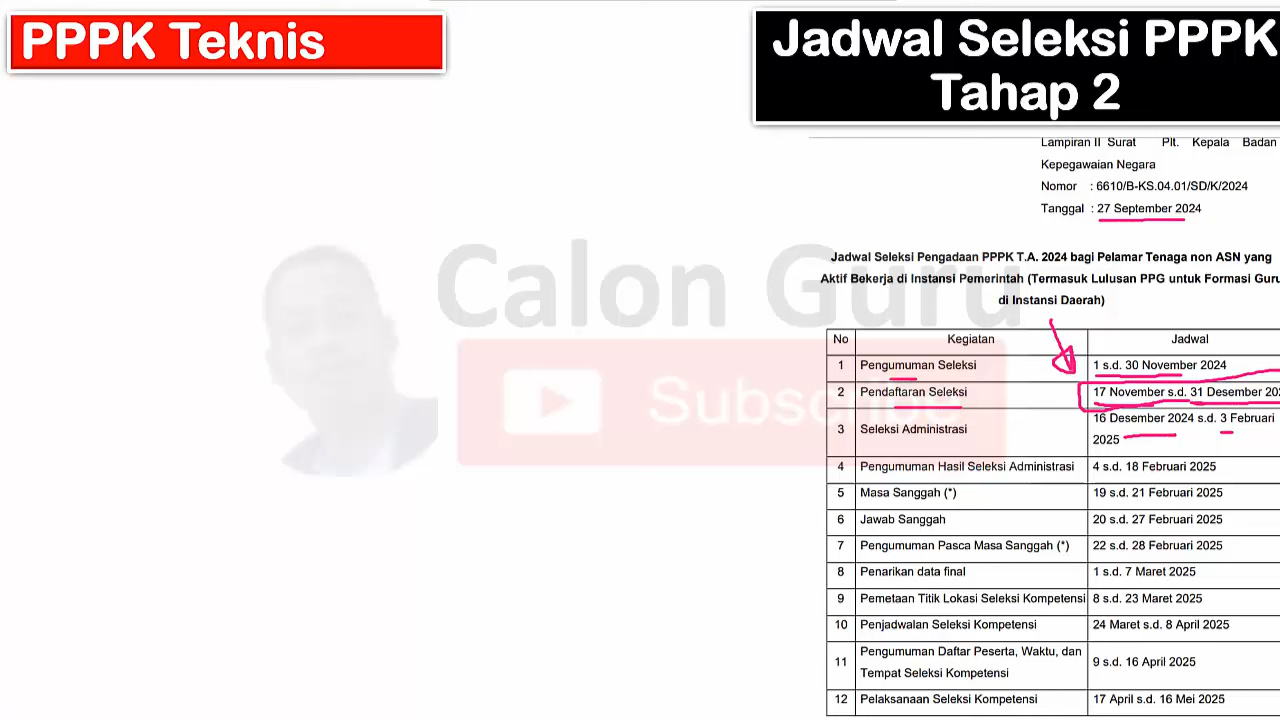 PPPK Teknis
Jadwal Seleksi PPPK
Tahap 2
Lampiran II Surat Plt. Kepala Badan
Kepegawaian Negara
Nomor : 6610/B-KS.04.01/SD/K/2024
Tanggal : 27 September 2024
Jadwal Seleksi Pengadaan PPPK T.A. 2024 bagi Pelamar Tenaga non ASN yang
Aktif Bekerja di Instansi Pemerintah (Termasuk Lulusan PPG untuk Formasi Guru
di Instansi Daerah)
Calon Guru
Subscribe
No Kegiatan Jadwal
1 Pengumuman Seleksi 1 s.d. 30 November 2024
2 Pendaftaran Seleksi 17 November s.d. 31 Desember 202
3 Seleksi Administrasi 16 Desember 2024 s.d. 3 Februari
2025
4 Pengumuman Hasil Seleksi Administrasi 4 s.d. 18 Februari 2025
5 Masa Sanggah (*) 19 s.d. 21 Februari 2025
6 Jawab Sanggah 20 s.d. 27 Februari 2025
7 Pengumuman Pasca Masa Sanggah (*) 22 s.d. 28 Februari 2025
8 Penarikan data final 1 s.d. 7 Maret 2025
9 Pemetaan Titik Lokasi Seleksi Kompetensi 8 s.d. 23 Maret 2025
10 Penjadwalan Seleksi Kompetensi 24 Maret s.d. 8 April 2025
11 Pengumuman Daftar Peserta, Waktu, dan
Tempat Seleksi Kompetensi 9 s.d. 16 April 2025
12 Pelaksanaan Seleksi Kompetensi 17 April s.d. 16 Mei 2025